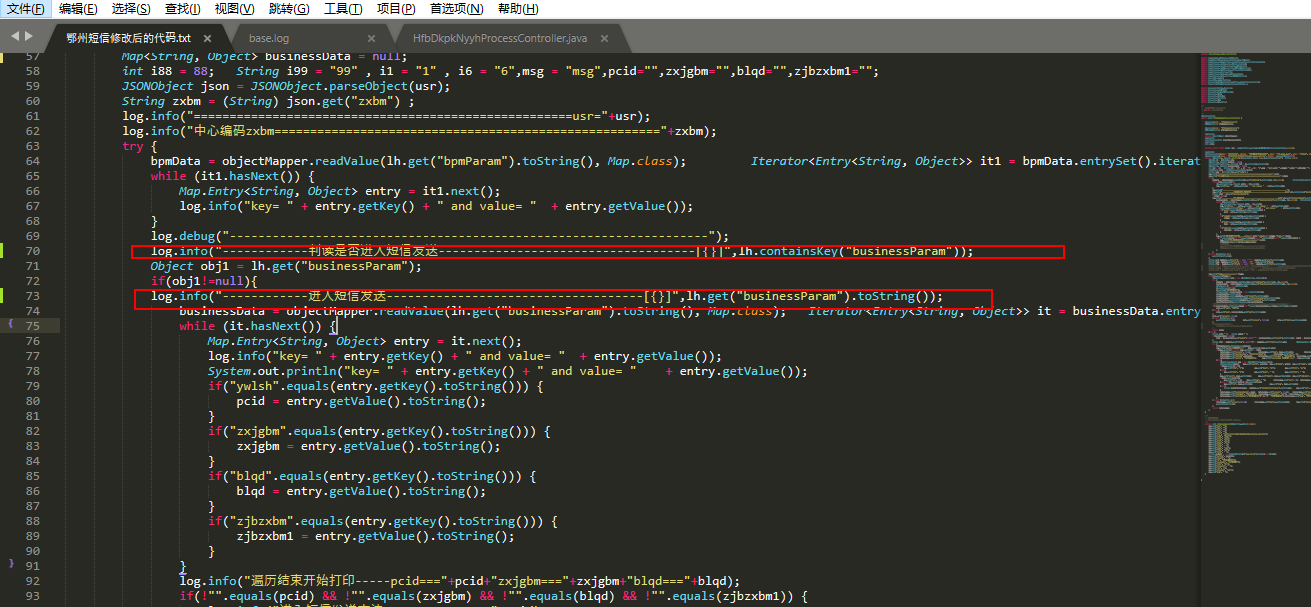 文件(F) 编辑(E) 选择(S) 查找(I) 视图(V) 跳转(G) 工具(T) 项目(P) 首选项(N) 帮助(H)
鄂州短信修改后的代码.txt × base.log × HfbDkpkNyyhProcessController.java ×
57 Map<String, Object> businessData = null;
58 int i88 = 88; String i99 = "99" , i1 = "1" , i6 = "6",msg = "msg",pcid="",zxjgbm="",blqd="",zjbzxbm1="";
59 JSONObject json = JSONObject.parseObject(usr);
60 String zxbm = (String) json.get("zxbm") ;
61 log.info("=====================================================usr="+usr);
62 log.info("中心编码zxbm======================================================"+zxbm);
63 try {
64 bpmData = objectMapper.readValue(lh.get("bpmParam").toString(), Map.class); Iterator<Entry<String, Object>> it1 = bpmData.entrySet().iterat
65 while (it1.hasNext()) {
66 Map.Entry<String, Object> entry = it1.next();
67 log.info("key= " + entry.getKey() + " and value= " + entry.getValue());
68 }
69 log.debug("-------------------------------------------------------------------");
70 log.info("------------判读是否进入短信发送------------------------------------[{}]",lh.containsKey("businessParam"));
71 Object obj1 = lh.get("businessParam");
72 if(obj1!=null){
73 log.info("------------进入短信发送------------------------------------[{}]",lh.get("businessParam").toString());
74 businessData = objectMapper.readValue(lh.get("businessParam").toString(), Map.class); Iterator<Entry<String, Object>> it = businessData.entry
75 while (it.hasNext()) {
76 Map.Entry<String, Object> entry = it.next();
77 log.info("key= " + entry.getKey() + " and value= " + entry.getValue());
78 System.out.println("key= " + entry.getKey() + " and value= " + entry.getValue());
79 if("ywlsh".equals(entry.getKey().toString())) {
80 pcid = entry.getValue().toString();
81 }
82 if("zxjgbm".equals(entry.getKey().toString())) {
83 zxjgbm = entry.getValue().toString();
84 }
85 if("blqd".equals(entry.getKey().toString())) {
86 blqd = entry.getValue().toString();
87 }
88 if("zjbzxbm".equals(entry.getKey().toString())) {
89 zjbzxbm1 = entry.getValue().toString();
90 }
91 }
92 log.info("遍历结束开始打印-----pcid==="+pcid+"zxjgbm==="+zxjgbm+"blqd==="+blqd);
93 if(!"".equals(pcid) && !"".equals(zxjgbm) && !"".equals(blqd) && !"".equals(zjbzxbm1)) {